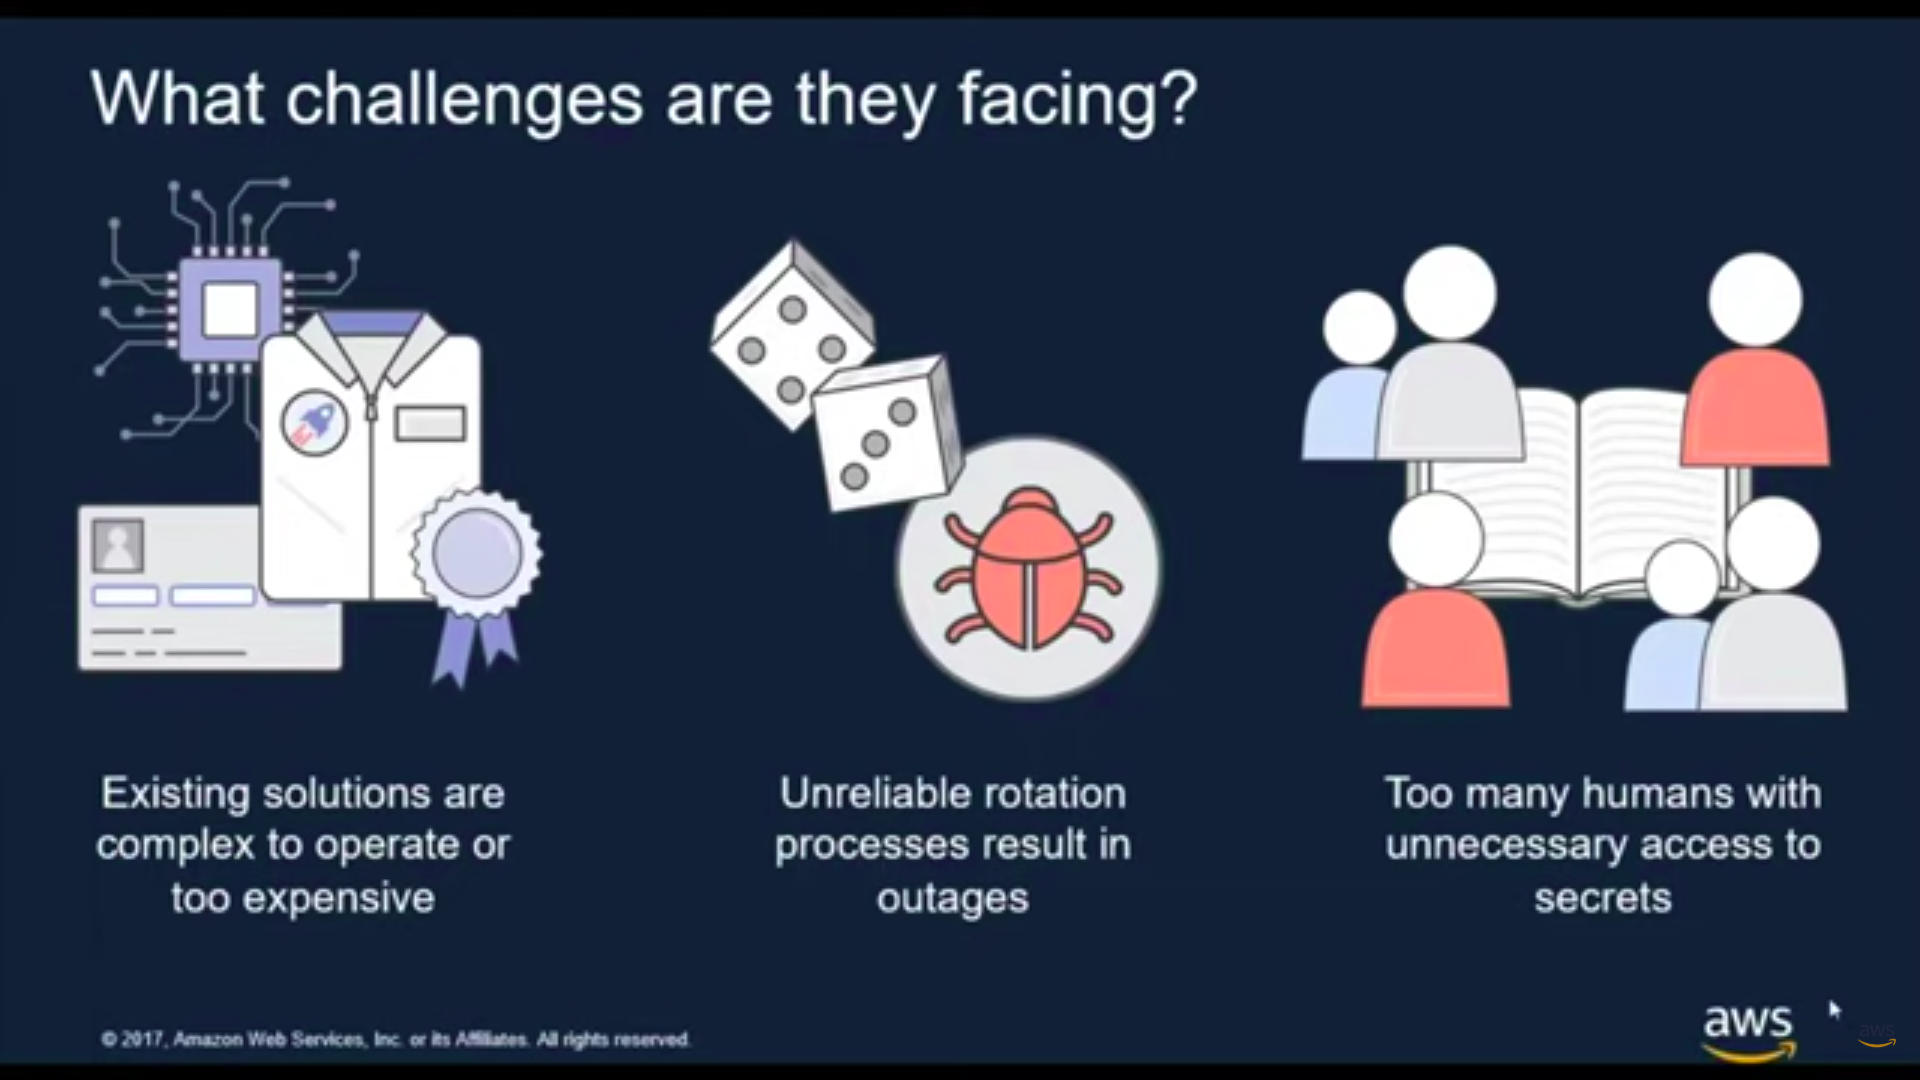 What challenges are they facing?
Existing solutions are
complex to operate or
too expensive
Unreliable rotation
processes result in
outages
Too many humans with
unnecessary access to
secrets
© 2017, Amazon Web Services, Inc. or its Affiliates. All rights reserved.
aws
aws